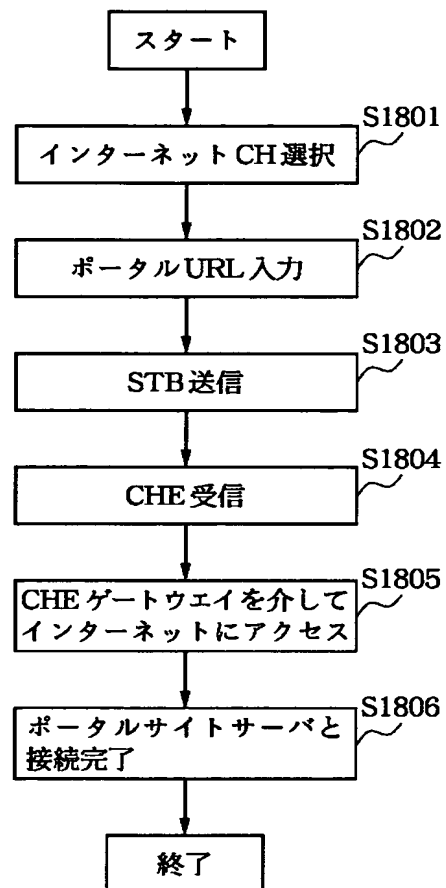 スタート
S1801
インターネットCH選択
S1802
ポータルURL入力
S1803
STB送信
S1804
CHE受信
S1805
CHEゲートウエイを介して
インターネットにアクセス
S1806
ポータルサイトサーバと
接続完了
終了